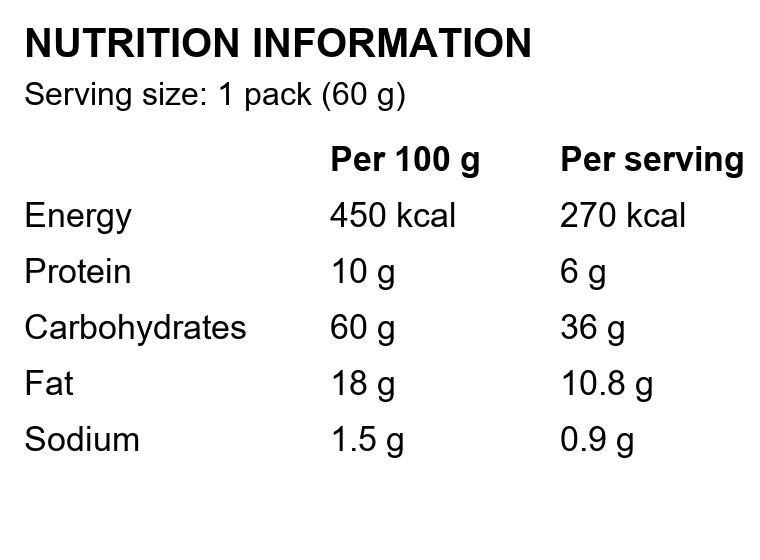 NUTRITION INFORMATION
Serving size: 1 pack (60 g)
Per 100 g Per serving
Energy 450 kcal 270 kcal
Protein 10 g 6 g
Carbohydrates 60 g 36 g
Fat 18 g 10.8 g
Sodium 1.5 g 0.9 g